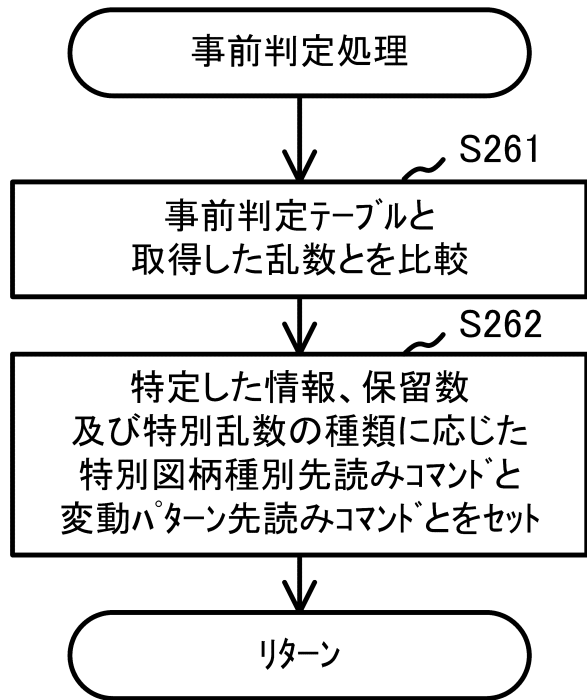 事前判定処理
S261
事前判定テーブルと
取得した乱数とを比較
S262
特定した情報、保留数
及び特別乱数の種類に応じた
特別図柄種別先読みコマンドと
変動パターン先読みコマンドとをセット
リターン